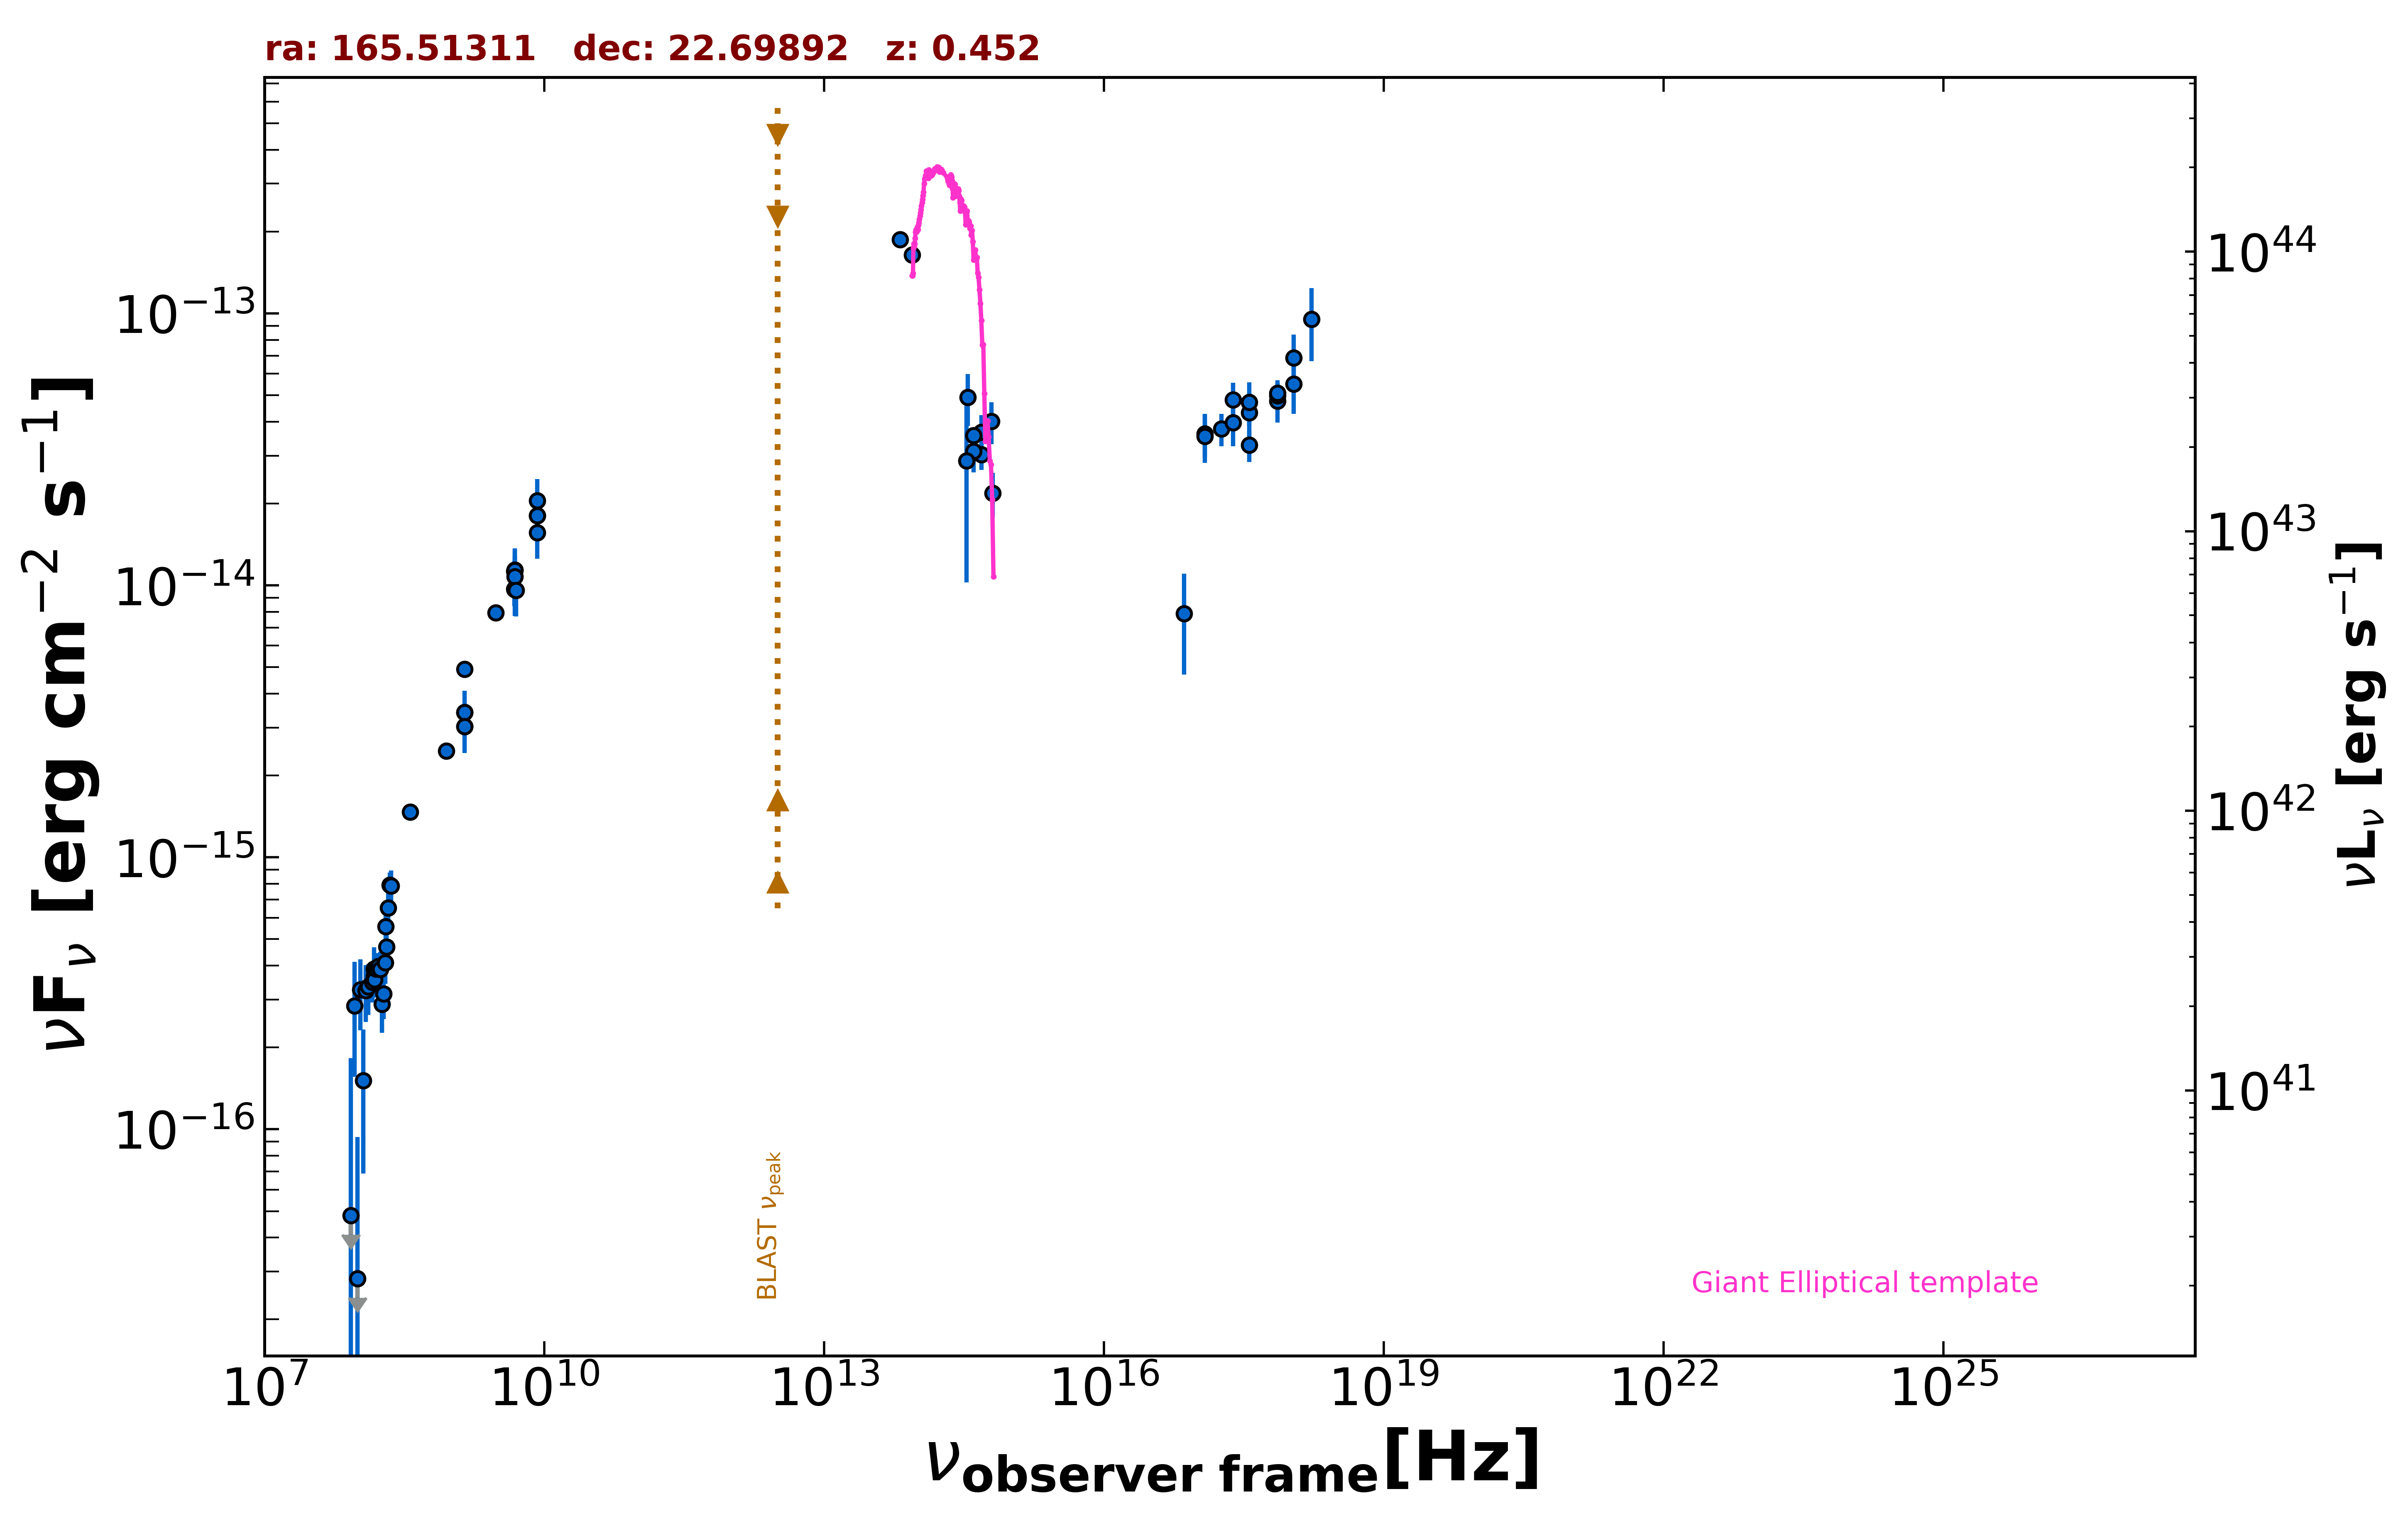 ra: 165.51311 dec: 22.69892 z: 0.452
νFν [erg cm−2 s−1]
10−13
10−14
10−15
10−16
1044
1043
1042
1041
νLν [erg s−1]
BLAST νpeak
Giant Elliptical template
107 1010 1013 1016 1019 1022 1025
νobserver frame[Hz]